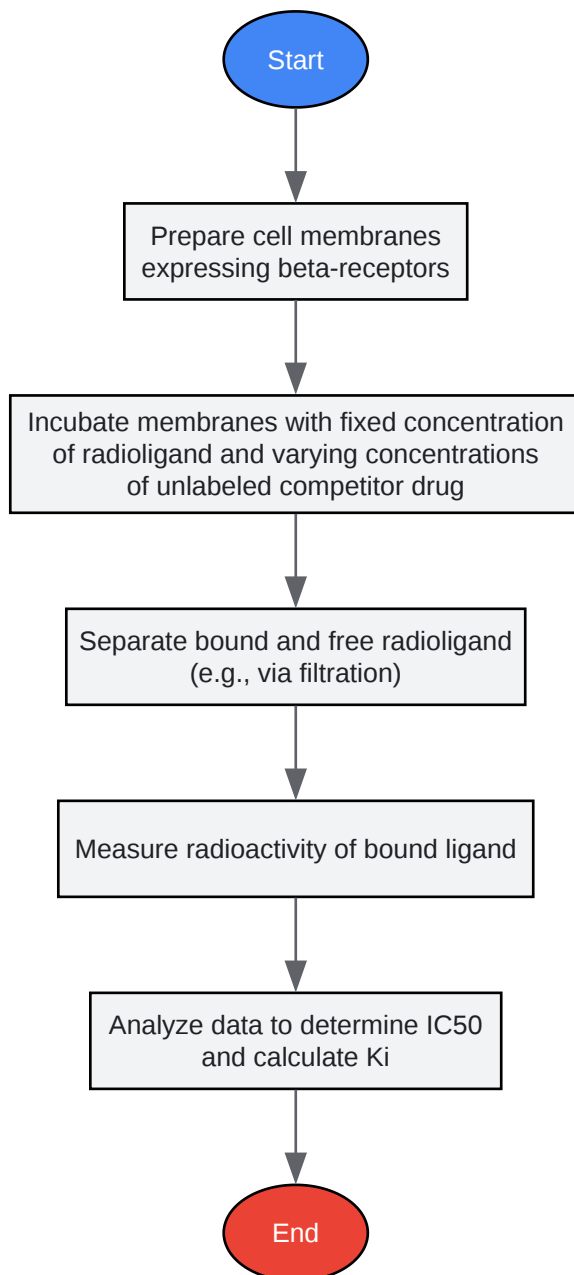 Start
Prepare cell membranes
expressing beta-receptors
Incubate membranes with fixed concentration
of radioligand and varying concentrations
of unlabeled competitor drug
Separate bound and free radioligand
(e.g., via filtration)
Measure radioactivity of bound ligand
Analyze data to determine IC50
and calculate Ki
End